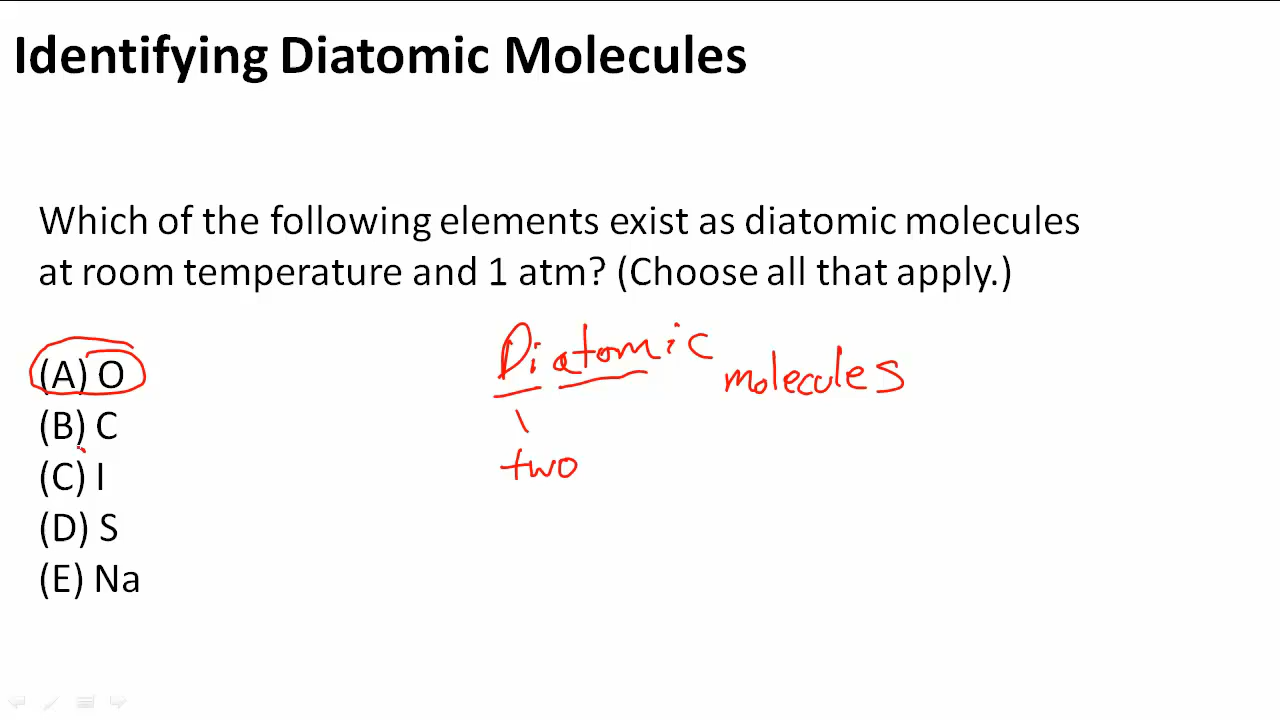 Identifying Diatomic Molecules
Which of the following elements exist as diatomic molecules
at room temperature and 1 atm? (Choose all that apply.)
(A) O
(B) C
(C) I
(D) S
(E) Na
Diatomic
molecules
two